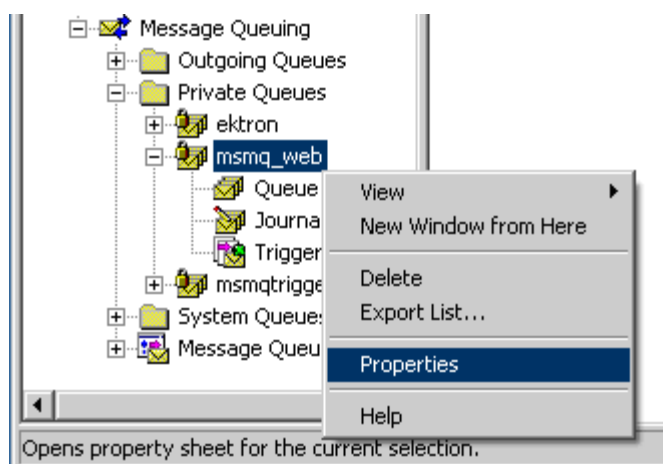 Message Queuing
Outgoing Queues
Private Queues
ektron
msmq_web
Queue
Journa
Trigger
msmqtrigge
System Queues
Message Queu
View
New Window from Here
Delete
Export List...
Properties
Help
Opens property sheet for the current selection.